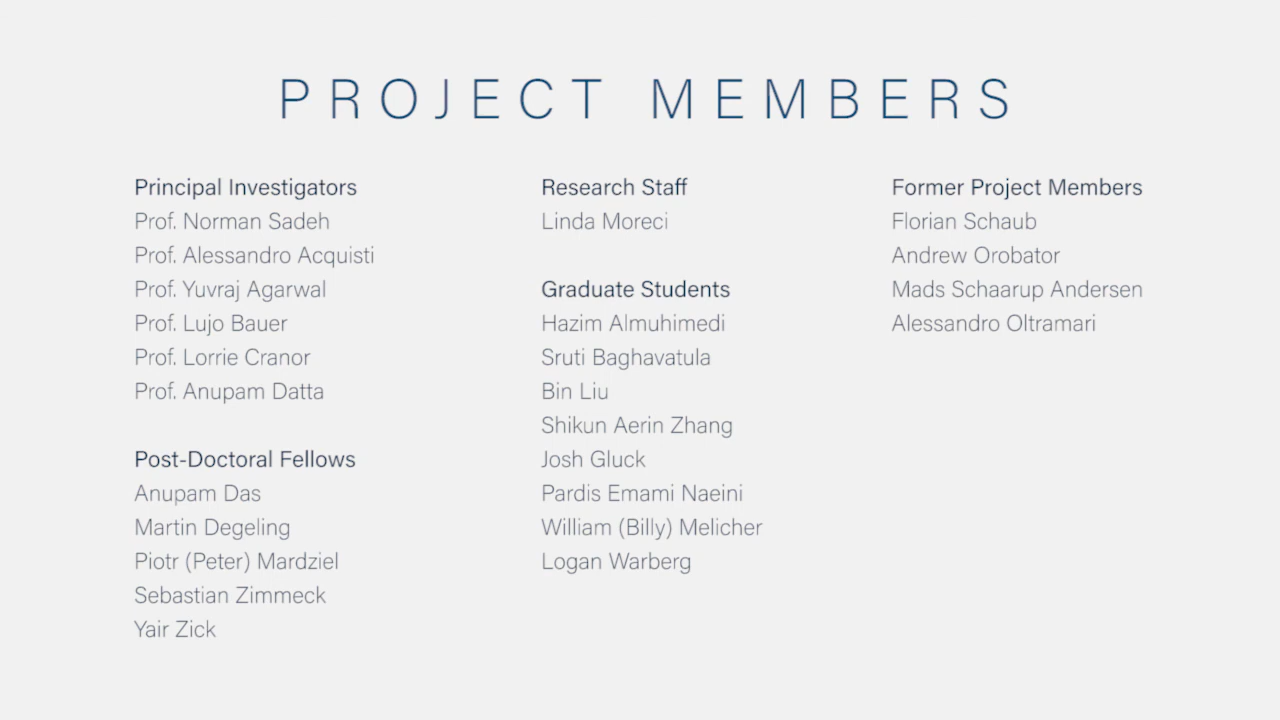 PROJECT MEMBERS
Principal Investigators
Prof. Norman Sadeh
Prof. Alessandro Acquisti
Prof. Yuvraj Agarwal
Prof. Lujo Bauer
Prof. Lorrie Cranor
Prof. Anupam Datta
Post-Doctoral Fellows
Anupam Das
Martin Degeling
Piotr (Peter) Mardziel
Sebastian Zimmeck
Yair Zick
Research Staff
Linda Moreci
Graduate Students
Hazim Almuhimedi
Sruti Baghavatula
Bin Liu
Shikun Aerin Zhang
Josh Gluck
Pardis Emami Naeini
William (Billy) Melicher
Logan Warberg
Former Project Members
Florian Schaub
Andrew Orobator
Mads Schaarup Andersen
Alessandro Oltramari